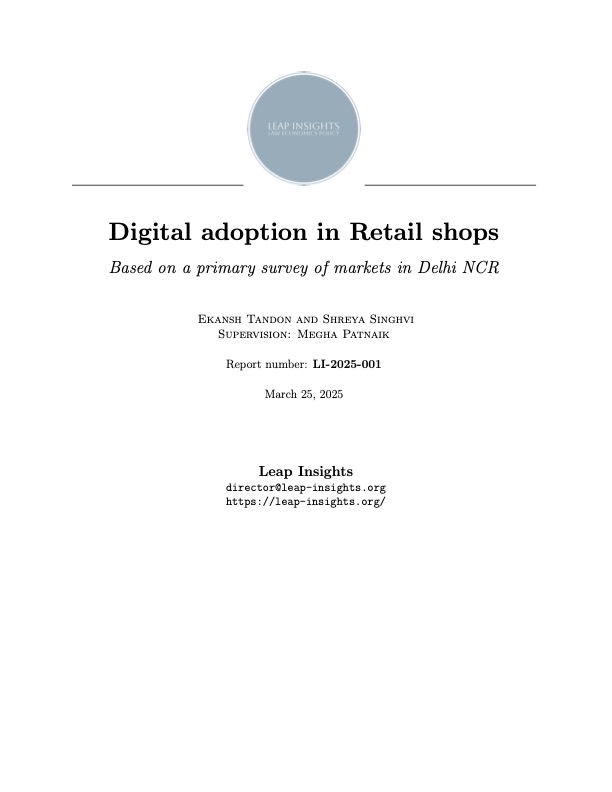 LEAP INSIGHTS
LAW ECONOMICS POLICY
Digital adoption in Retail shops
Based on a primary survey of markets in Delhi NCR
Ekansh Tandon and Shreya Singhvi
Supervision: Megha Patnaik
Report number: LI-2025-001
March 25, 2025
Leap Insights
director@leap-insights.org
https://leap-insights.org/